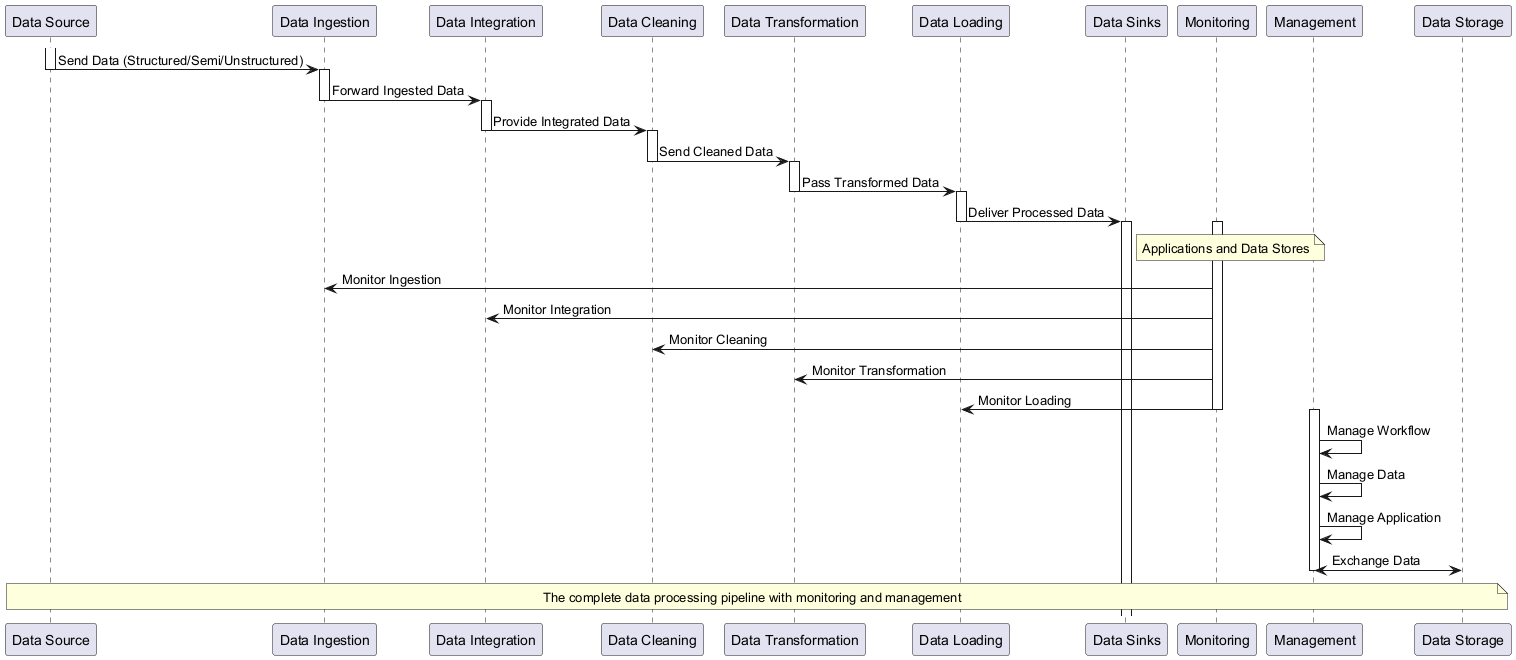 Data Source
Data Ingestion
Data Integration
Data Cleaning
Data Transformation
Data Loading
Data Sinks
Monitoring
Management
Data Storage
Send Data (Structured/Semi/Unstructured)
Forward Ingested Data
Provide Integrated Data
Send Cleaned Data
Pass Transformed Data
Deliver Processed Data
Applications and Data Stores
Monitor Ingestion
Monitor Integration
Monitor Cleaning
Monitor Transformation
Monitor Loading
Manage Workflow
Manage Data
Manage Application
Exchange Data
The complete data processing pipeline with monitoring and management
Data Source
Data Ingestion
Data Integration
Data Cleaning
Data Transformation
Data Loading
Data Sinks
Monitoring
Management
Data Storage